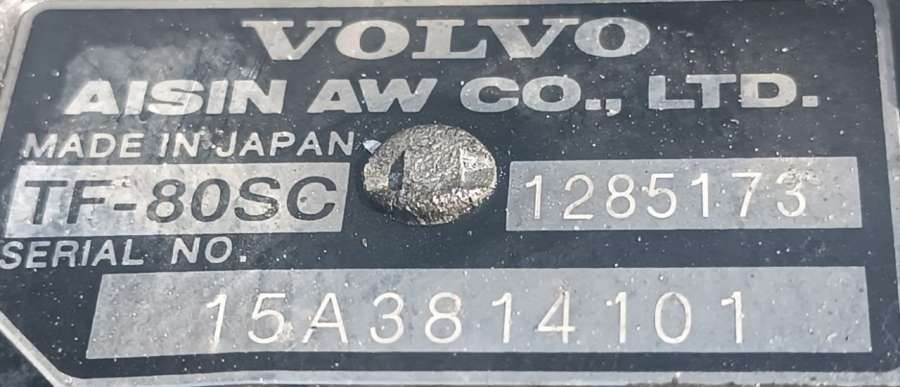 VOLVO
AISIN AW CO., LTD.
MADE IN JAPAN
TF-80SC 1285173
SERIAL NO.
15A3814101